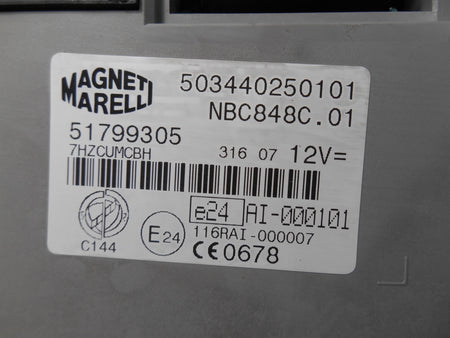 MAGNETI MARELLI
503440250101
NBC848C.01
51799305
7HZCUMCBH
316 07 12V=
e24 AI-000101
116RAI-000007
C144
E24
CE0678